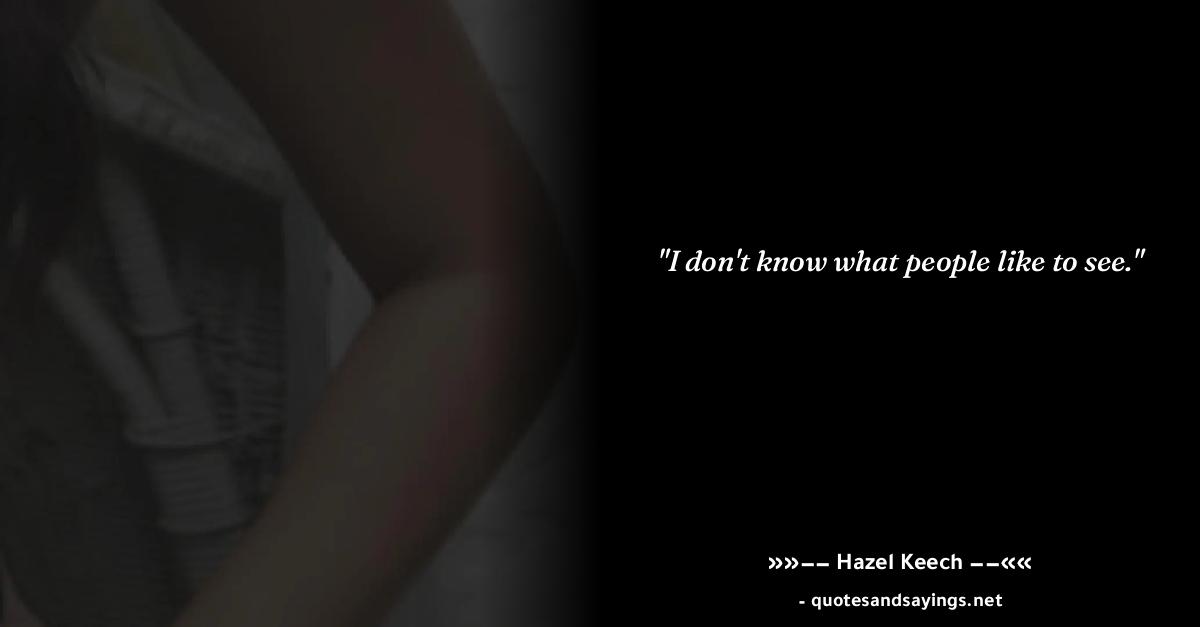 "I don't know what people like to see."
»»–– Hazel Keech ––««
- quotesandsayings.net